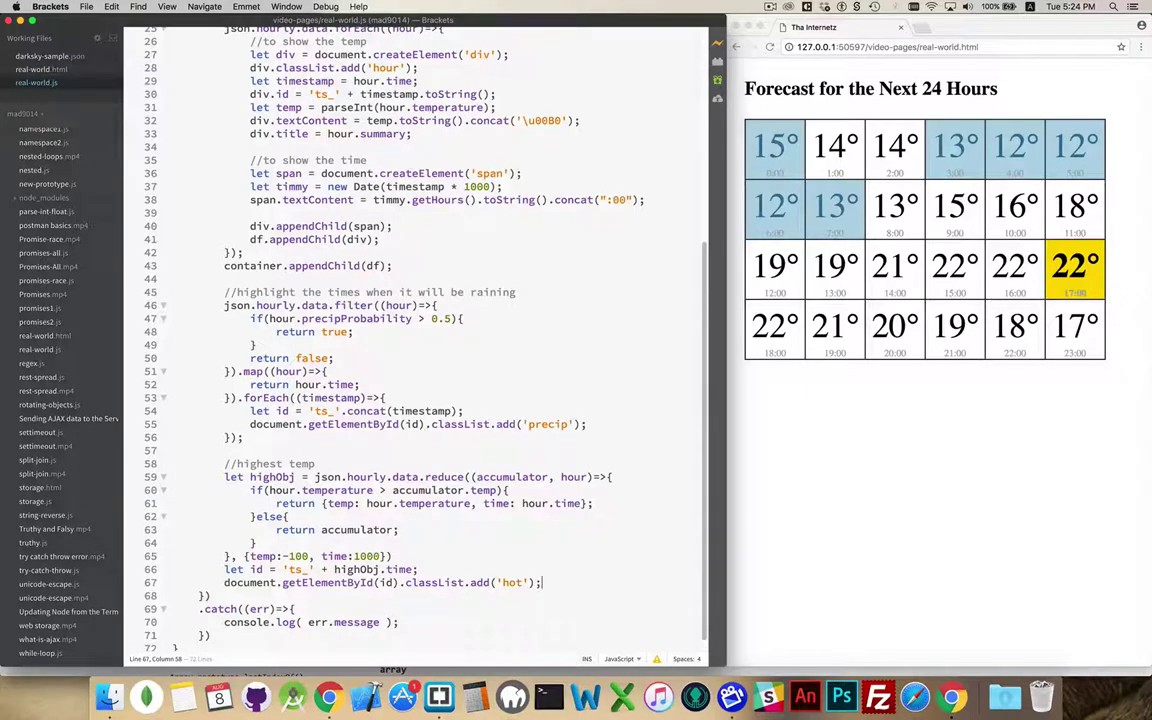 Brackets File Edit Find View Navigate Emmet Window Debug Help
100% Tue 5:24 PM
video-pages/real-world.js (mad9014) — Brackets
Working Files
darksky-sample.json
real-world.html
real-world.js
mad9014
namespace1.js
namespace2.js
nested-loops.mp4
nested.js
new-prototype.js
node_modules
parse-int-float.js
postman basics.mp4
Promise-race.mp4
promises-all.js
Promises-All.mp4
promises-race.js
Promises.mp4
promises1.js
promises2.js
real-world.html
real-world.js
regex.js
rest-spread.js
rest-spread.mp4
rotating-objects.js
Sending AJAX data to the Serv
settimeout.js
settimeout.mp4
split-join.js
split-join.mp4
storage.html
storage.js
string-reverse.js
Truthy and Falsy.mp4
truthy.js
try catch throw error.mp4
try-catch-throw.js
unicode-escape.js
unicode-escape.mp4
Updating Node from the Term
web storage.mp4
what-is-ajax.mp4
while-loop.js
25 json.hourly.data.forEach((hour)=>{
26 //to show the temp
27 let div = document.createElement('div');
28 div.classList.add('hour');
29 let timestamp = hour.time;
30 div.id = 'ts_' + timestamp.toString();
31 let temp = parseInt(hour.temperature);
32 div.textContent = temp.toString().concat('\u00B0');
33 div.title = hour.summary;
34
35 //to show the time
36 let span = document.createElement('span');
37 let timmy = new Date(timestamp * 1000);
38 span.textContent = timmy.getHours().toString().concat(":00");
39
40 div.appendChild(span);
41 df.appendChild(div);
42 });
43 container.appendChild(df);
44
45 //highlight the times when it will be raining
46 json.hourly.data.filter((hour)=>{
47 if(hour.precipProbability > 0.5){
48 return true;
49 }
50 return false;
51 }).map((hour)=>{
52 return hour.time;
53 }).forEach((timestamp)=>{
54 let id = 'ts_'.concat(timestamp);
55 document.getElementById(id).classList.add('precip');
56 });
57
58 //highest temp
59 let highObj = json.hourly.data.reduce((accumulator, hour)=>{
60 if(hour.temperature > accumulator.temp){
61 return {temp: hour.temperature, time: hour.time};
62 }else{
63 return accumulator;
64 }
65 }, {temp:-100, time:1000})
66 let id = 'ts_' + highObj.time;
67 document.getElementById(id).classList.add('hot');
68 })
69 .catch((err)=>{
70 console.log( err.message );
71 })
72 }
Line 67, Column 58 — 72 Lines
INS JavaScript Spaces: 4
Tha Internetz
127.0.0.1:50597/video-pages/real-world.html
Forecast for the Next 24 Hours
15° 14° 14° 13° 12° 12°
0:00 1:00 2:00 3:00 4:00 5:00
12° 13° 13° 15° 16° 18°
6:00 7:00 8:00 9:00 10:00 11:00
19° 19° 21° 22° 22° 22°
12:00 13:00 14:00 15:00 16:00 17:00
22° 21° 20° 19° 18° 17°
18:00 19:00 20:00 21:00 22:00 23:00
array
AUG
8
An
Ps